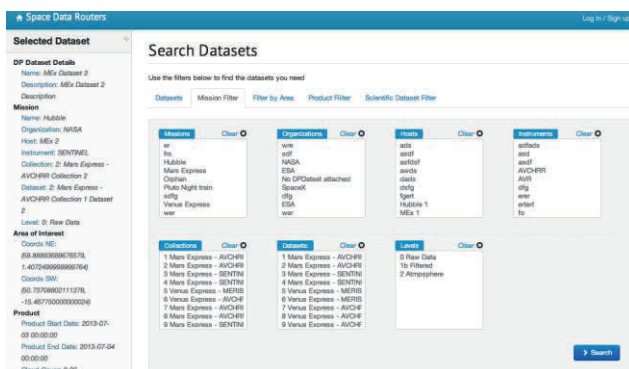 Space Data Routers
Log in / Sign up
Selected Dataset
DP Dataset Details
Name: MEx Dataset 2
Description: MEx Dataset 2
Description
Mission
Name: Hubble
Organization: NASA
Host: MEx 2
Instrument: SENTINEL
Collection: 2: Mars Express -
AVCHRR Collection 2
Dataset: 2: Mars Express -
AVCHRR Collection 1 Dataset
2
Level: 0: Raw Data
Area of Interest
Coords NE:
1.4072499999999764)
Coords SW:
(50.73708802111378,
-15.467750000000024)
Product
Product Start Date: 2013-07-
03 00:00:00
Product End Date: 2013-07-04
00:00:00
Search Datasets
Use the filters below to find the datasets you need
Datasets Mission Filter Filter by Area Product Filter Scientific Dataset Filter
Missions Clear
er
fre
Hubble
Mars Express
Orphan
Pluto Night train
sdfg
Venus Express
wer
Organizations Clear
wre
sdf
NASA
ESA
No DPDatset attached
SpaceX
dfg
ESA
wer
Hosts Clear
ads
asdf
asfdsf
awds
dads
dsfg
fgert
Hubble 1
MEx 1
Instruments Clear
adfads
asd
asdf
AVCHRR
AVR
dfg
erer
ertert
fo
Collections Clear
1 Mars Express - AVCHRI
2 Mars Express - AVCHRI
3 Mars Express - SENTINI
4 Mars Express - SENTINI
5 Venus Express - MERIS
6 Venus Express - AVCHF
7 Mars Express - AVCHRI
8 Mars Express - AVCHRI
9 Mars Express - SENTINI
Datasets Clear
1 Mars Express - AVCHRI
2 Mars Express - AVCHRI
3 Mars Express - SENTINI
4 Mars Express - SENTINI
5 Venus Express - MERIS
6 Venus Express - MERIS
7 Venus Express - AVCHF
8 Venus Express - AVCHF
9 Venus Express - AVCHF
Levels Clear
0 Raw Data
1b Filtered
2 Atmpsphere
Search